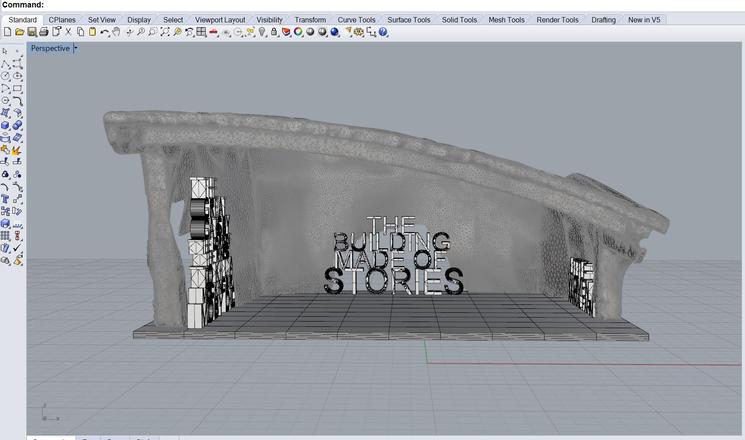 Command:
Standard CPlanes Set View Display Select Viewport Layout Visibility Transform Curve Tools Surface Tools Solid Tools Mesh Tools Render Tools Drafting New in V5
Perspective
THE
BUILDING
MADE OF
STORIES